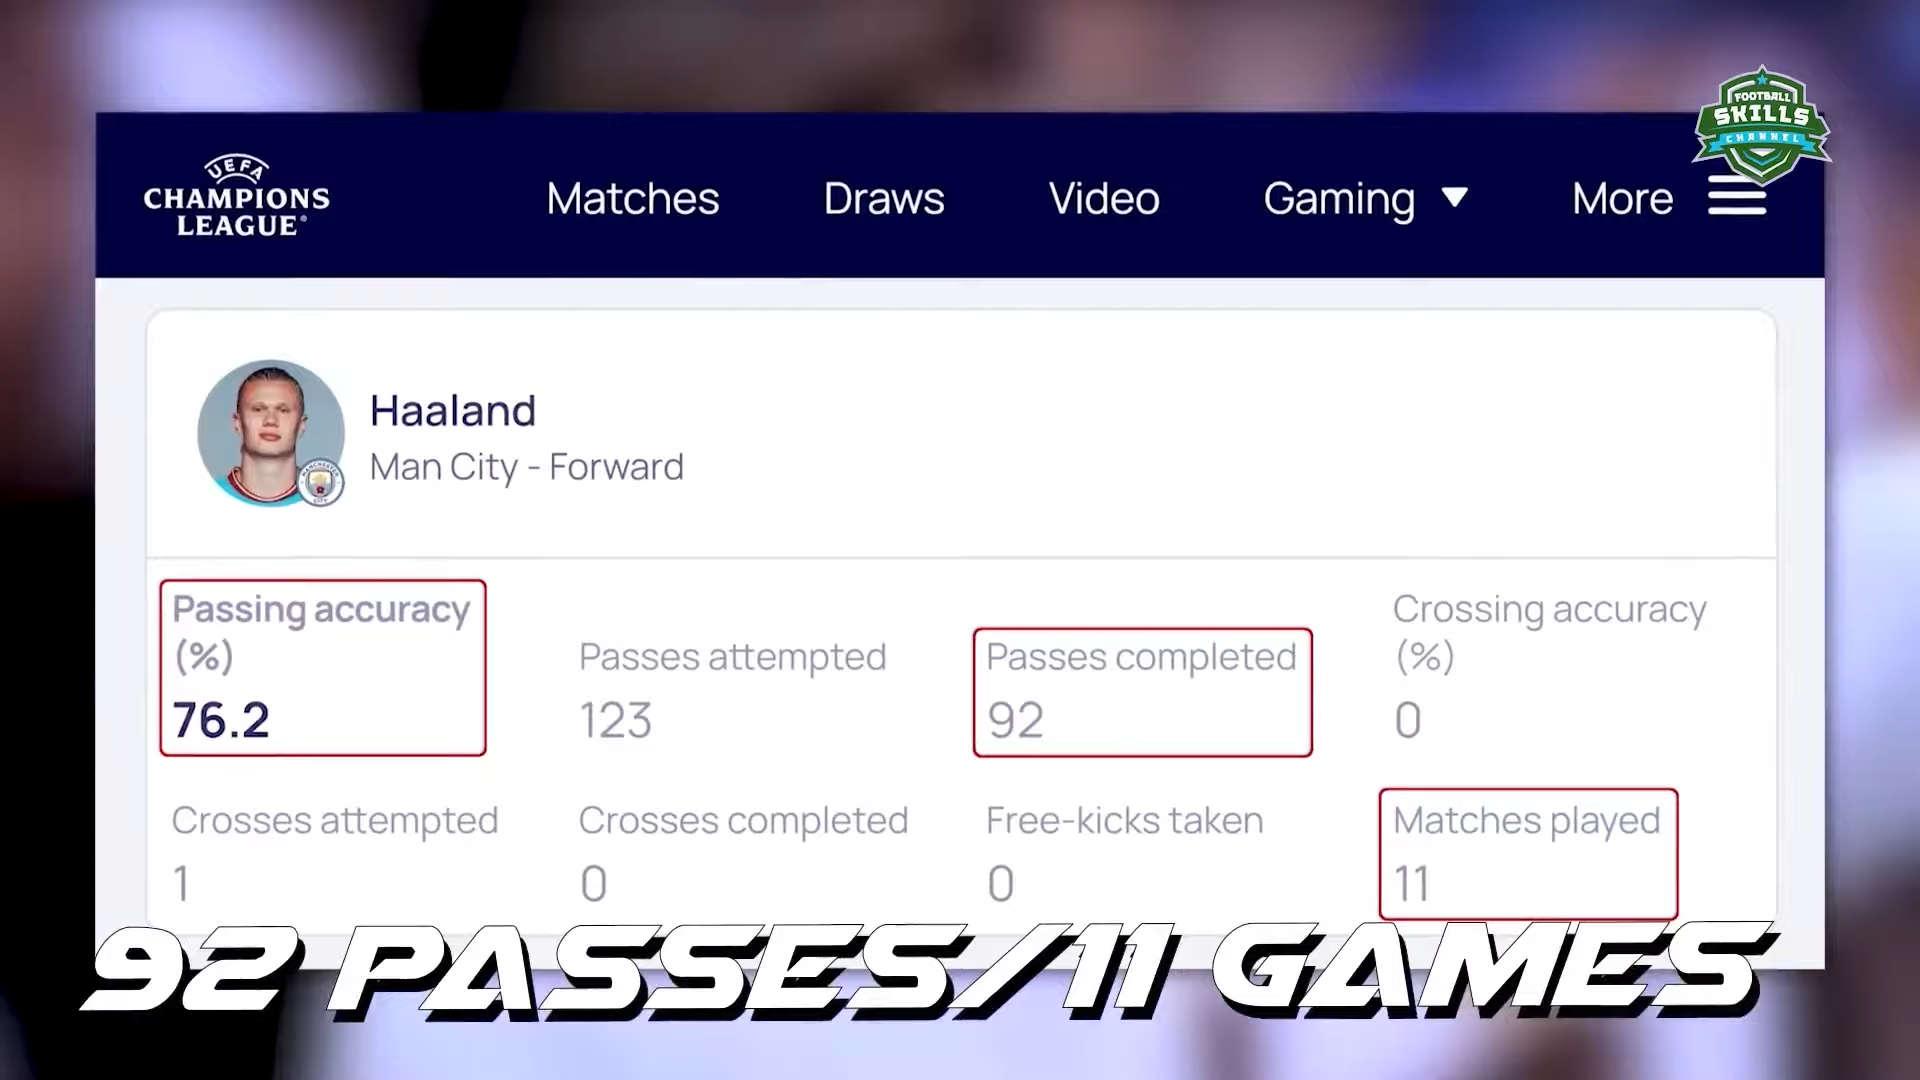 FOOTBALL
SKILLS
CHANNEL
UEFA
CHAMPIONS
LEAGUE
Matches
Draws
Video
Gaming
More
Haaland
Man City - Forward
Passing accuracy
(%)
76.2
Passes attempted
123
Passes completed
92
Crossing accuracy
(%)
0
Crosses attempted
1
Crosses completed
0
Free-kicks taken
0
Matches played
11
92 PASSES/11 GAMES